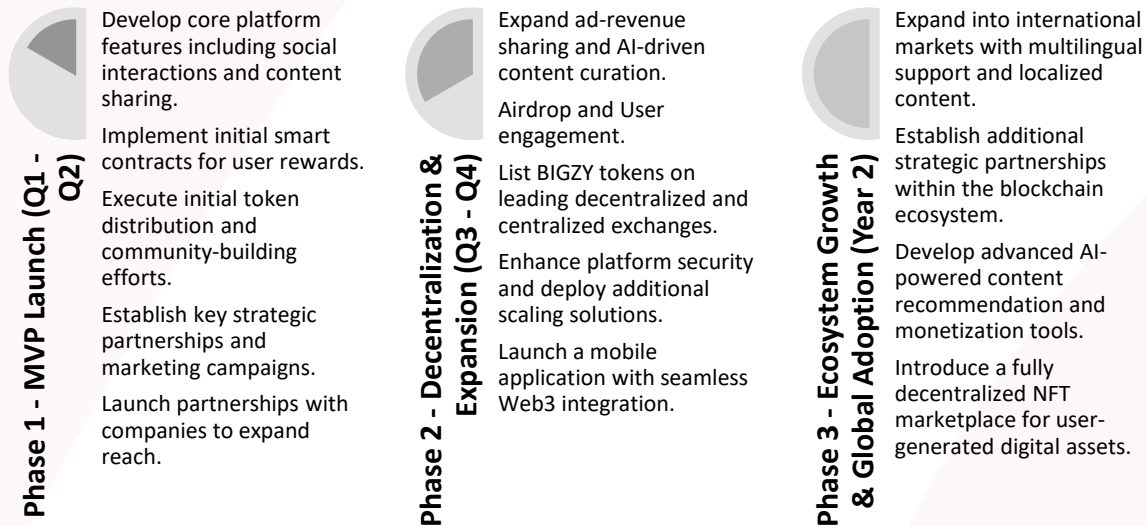 Phase 1 - MVP Launch (Q1 -
Q2)
Develop core platform
features including social
interactions and content
sharing.
Implement initial smart
contracts for user rewards.
Execute initial token
distribution and
community-building
efforts.
Establish key strategic
partnerships and
marketing campaigns.
Launch partnerships with
companies to expand
reach.
Phase 2 - Decentralization &
Expansion (Q3 - Q4)
Expand ad-revenue
sharing and AI-driven
content curation.
Airdrop and User
engagement.
List BIGZY tokens on
leading decentralized and
centralized exchanges.
Enhance platform security
and deploy additional
scaling solutions.
Launch a mobile
application with seamless
Web3 integration.
Phase 3 - Ecosystem Growth
& Global Adoption (Year 2)
Expand into international
markets with multilingual
support and localized
content.
Establish additional
strategic partnerships
within the blockchain
ecosystem.
Develop advanced AI-
powered content
recommendation and
monetization tools.
Introduce a fully
decentralized NFT
marketplace for user-
generated digital assets.